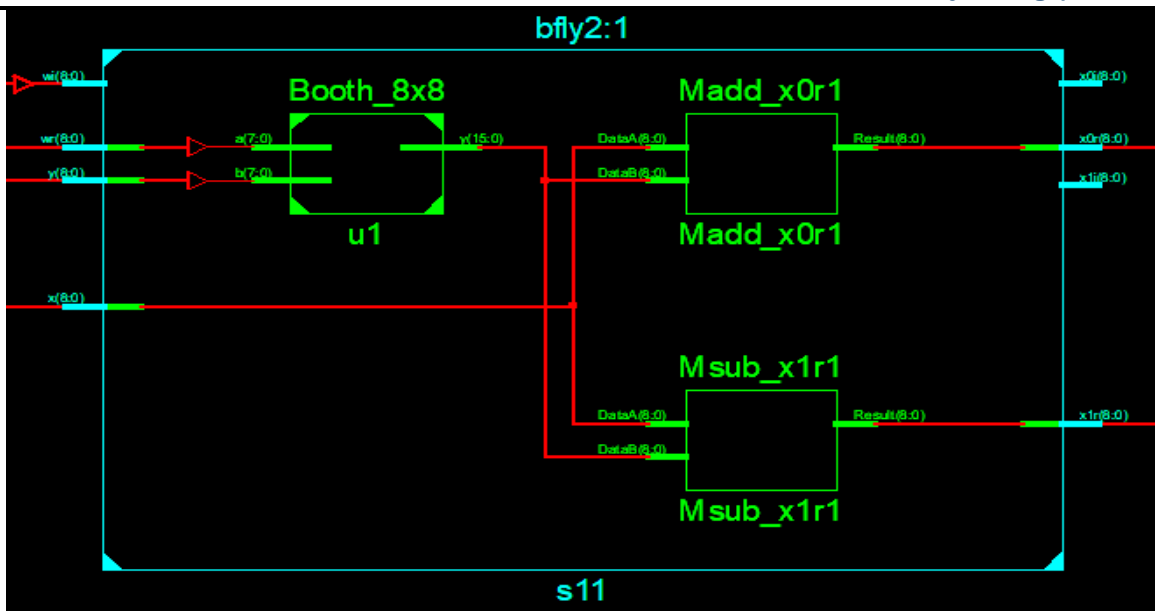 bfly2:1
wi(8:0)
x0i(8:0)
Booth_8x8
Madd_x0r1
wr(8:0)
a(7:0)
y(15:0)
DataA(8:0)
Result(8:0)
x0r(8:0)
y(8:0)
b(7:0)
DataB(8:0)
x1i(8:0)
u1
Madd_x0r1
x(8:0)
Msub_x1r1
DataA(8:0)
Result(8:0)
x1r(8:0)
DataB(8:0)
Msub_x1r1
s11